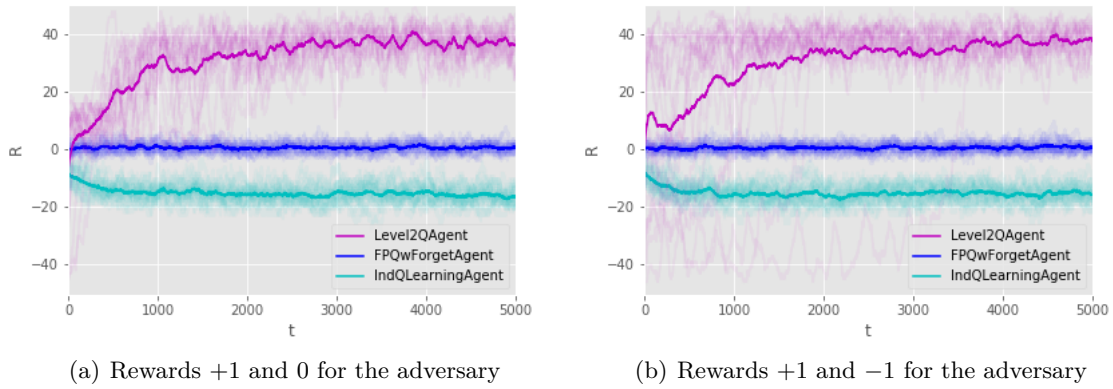 40
20
0
−20
−40
R
0
1000
2000
3000
4000
5000
t
Level2QAgent
FPQwForgetAgent
IndQLearningAgent
(a) Rewards +1 and 0 for the adversary
40
20
0
−20
−40
R
0
1000
2000
3000
4000
5000
t
Level2QAgent
FPQwForgetAgent
IndQLearningAgent
(b) Rewards +1 and −1 for the adversary